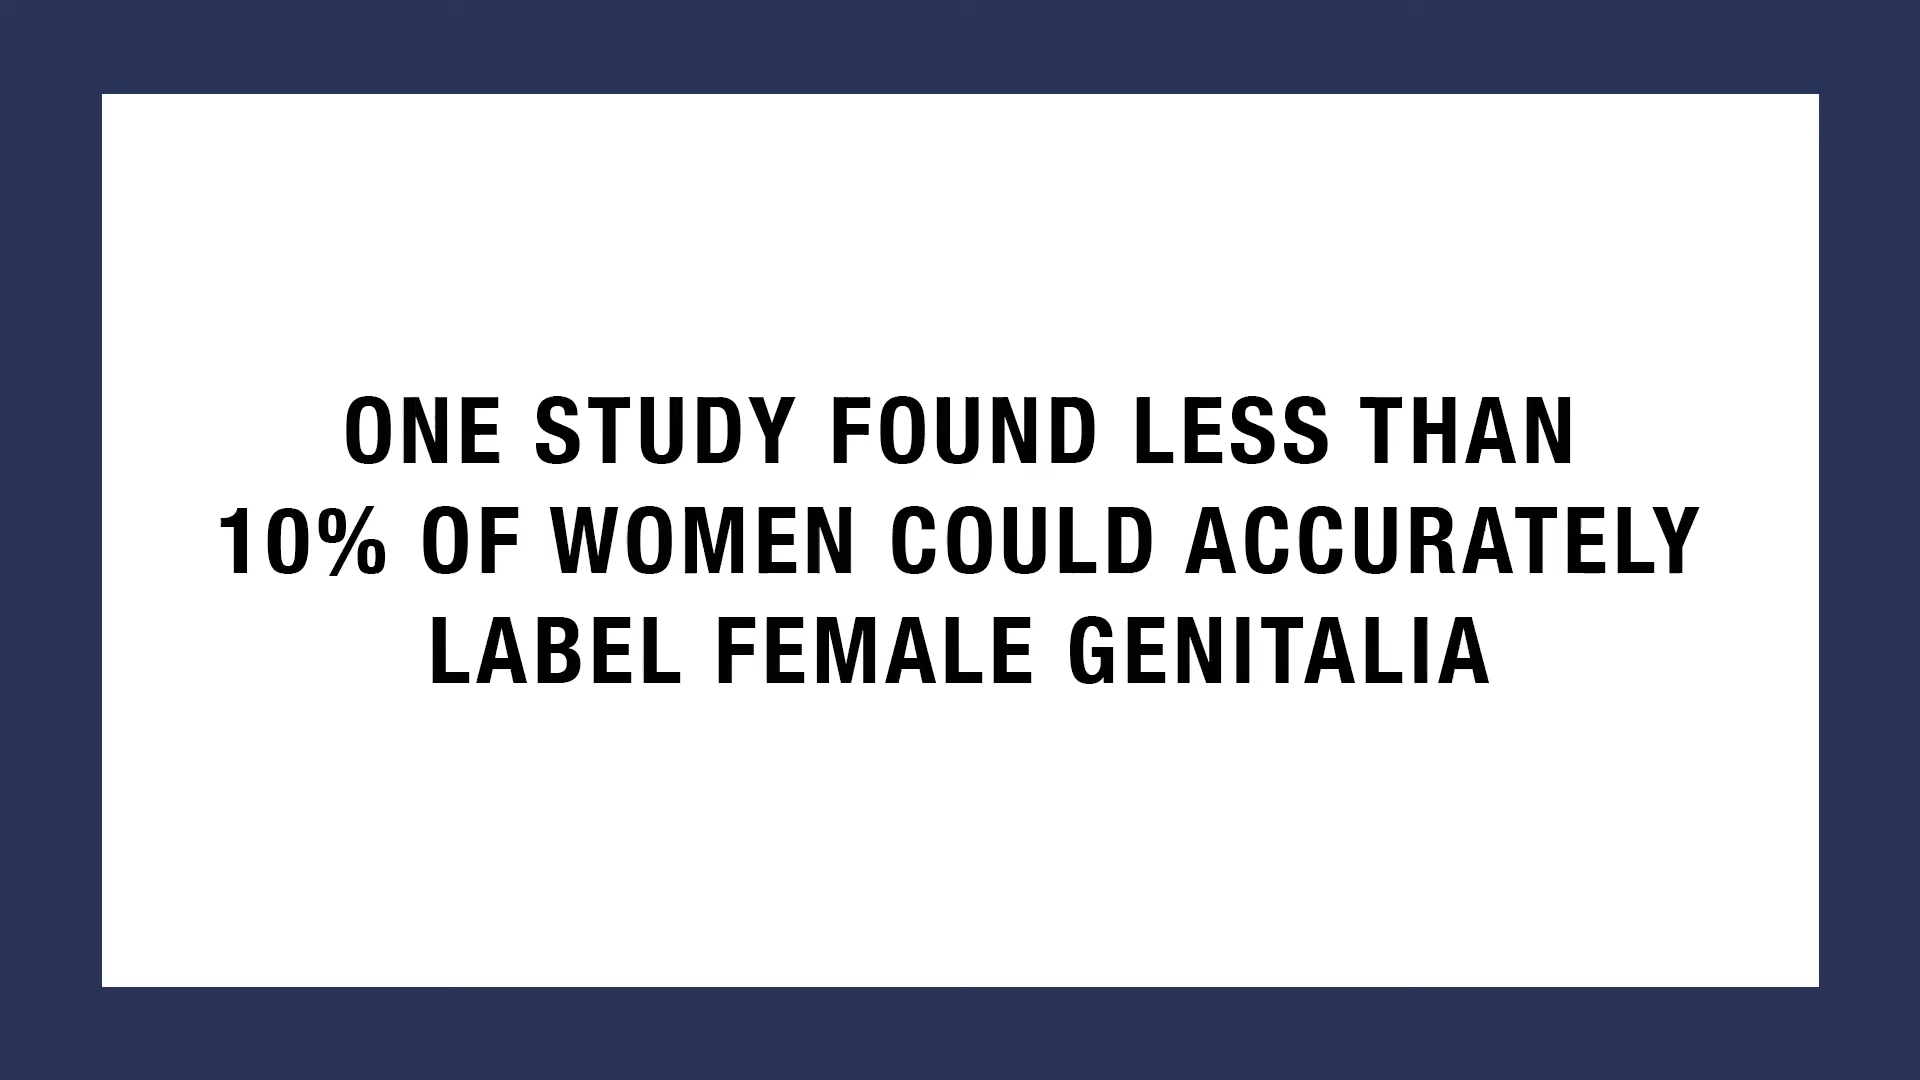 ONE STUDY FOUND LESS THAN
10% OF WOMEN COULD ACCURATELY
LABEL FEMALE GENITALIA